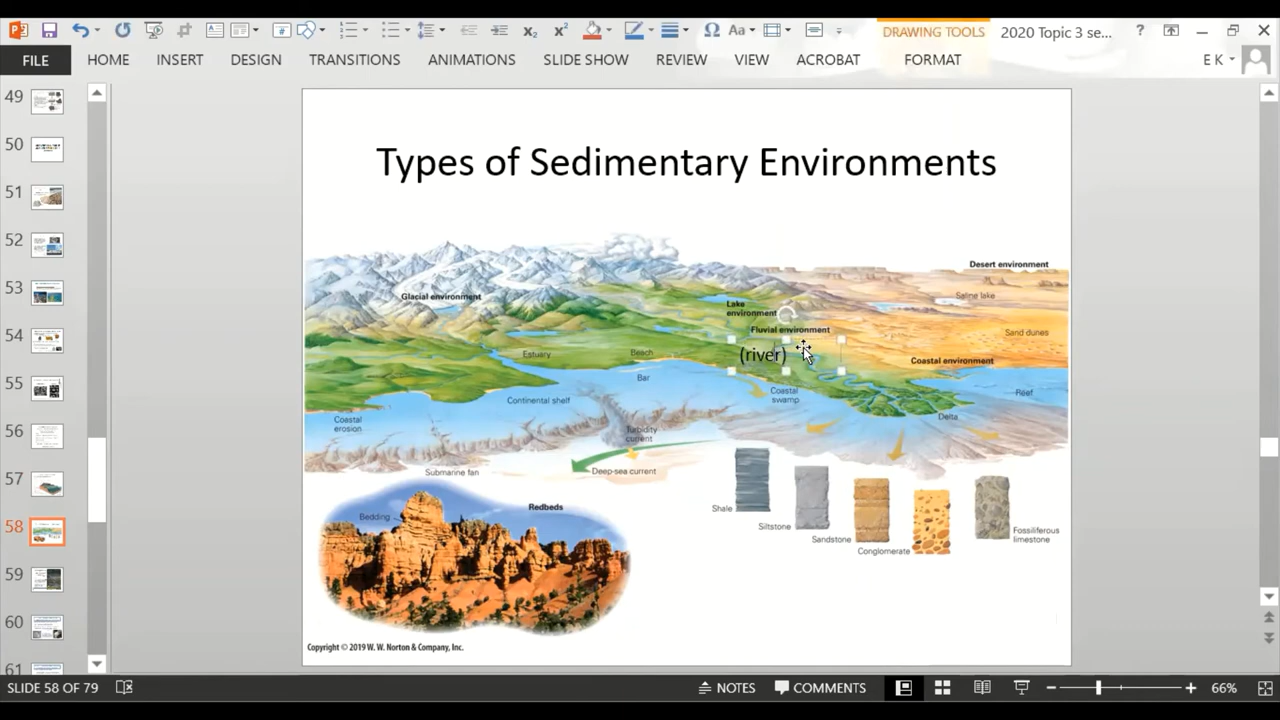 DRAWING TOOLS
2020 Topic 3 se...
?
x₂
x²
Ω
Aa
FILE
HOME
INSERT
DESIGN
TRANSITIONS
ANIMATIONS
SLIDE SHOW
REVIEW
VIEW
ACROBAT
FORMAT
E K
49
50
51
52
53
54
55
56
57
58
59
60
61
Types of Sedimentary Environments
Desert environment
Glacial environment
Saline lake
Lake
environment
Fluvial environment
Sand dunes
Estuary
Beach
(river)
Coastal environment
Bar
Coastal
swamp
Reef
Continental shelf
Delta
Coastal
erosion
Turbidity
current
Submarine fan
Deep-sea current
Shale
Siltstone
Sandstone
Conglomerate
Fossiliferous
limestone
Bedding
Redbeds
Copyright © 2019 W. W. Norton & Company, Inc.
SLIDE 58 OF 79
NOTES
COMMENTS
66%